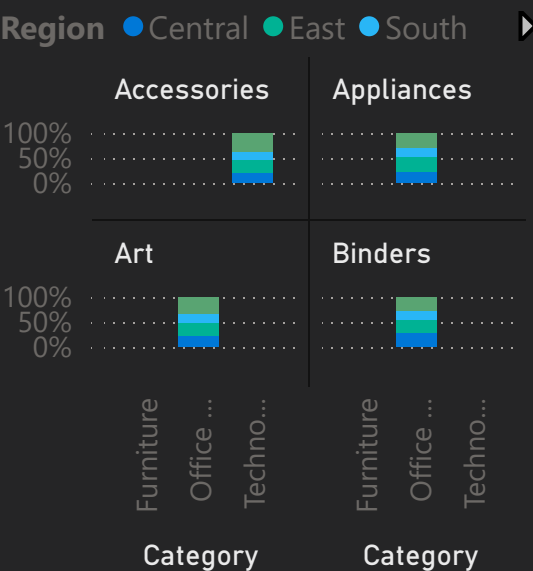 Region Central East South
Accessories Appliances
100%
50%
0%
Art Binders
100%
50%
0%
Furniture Office ... Techno... Furniture Office ... Techno...
Category Category